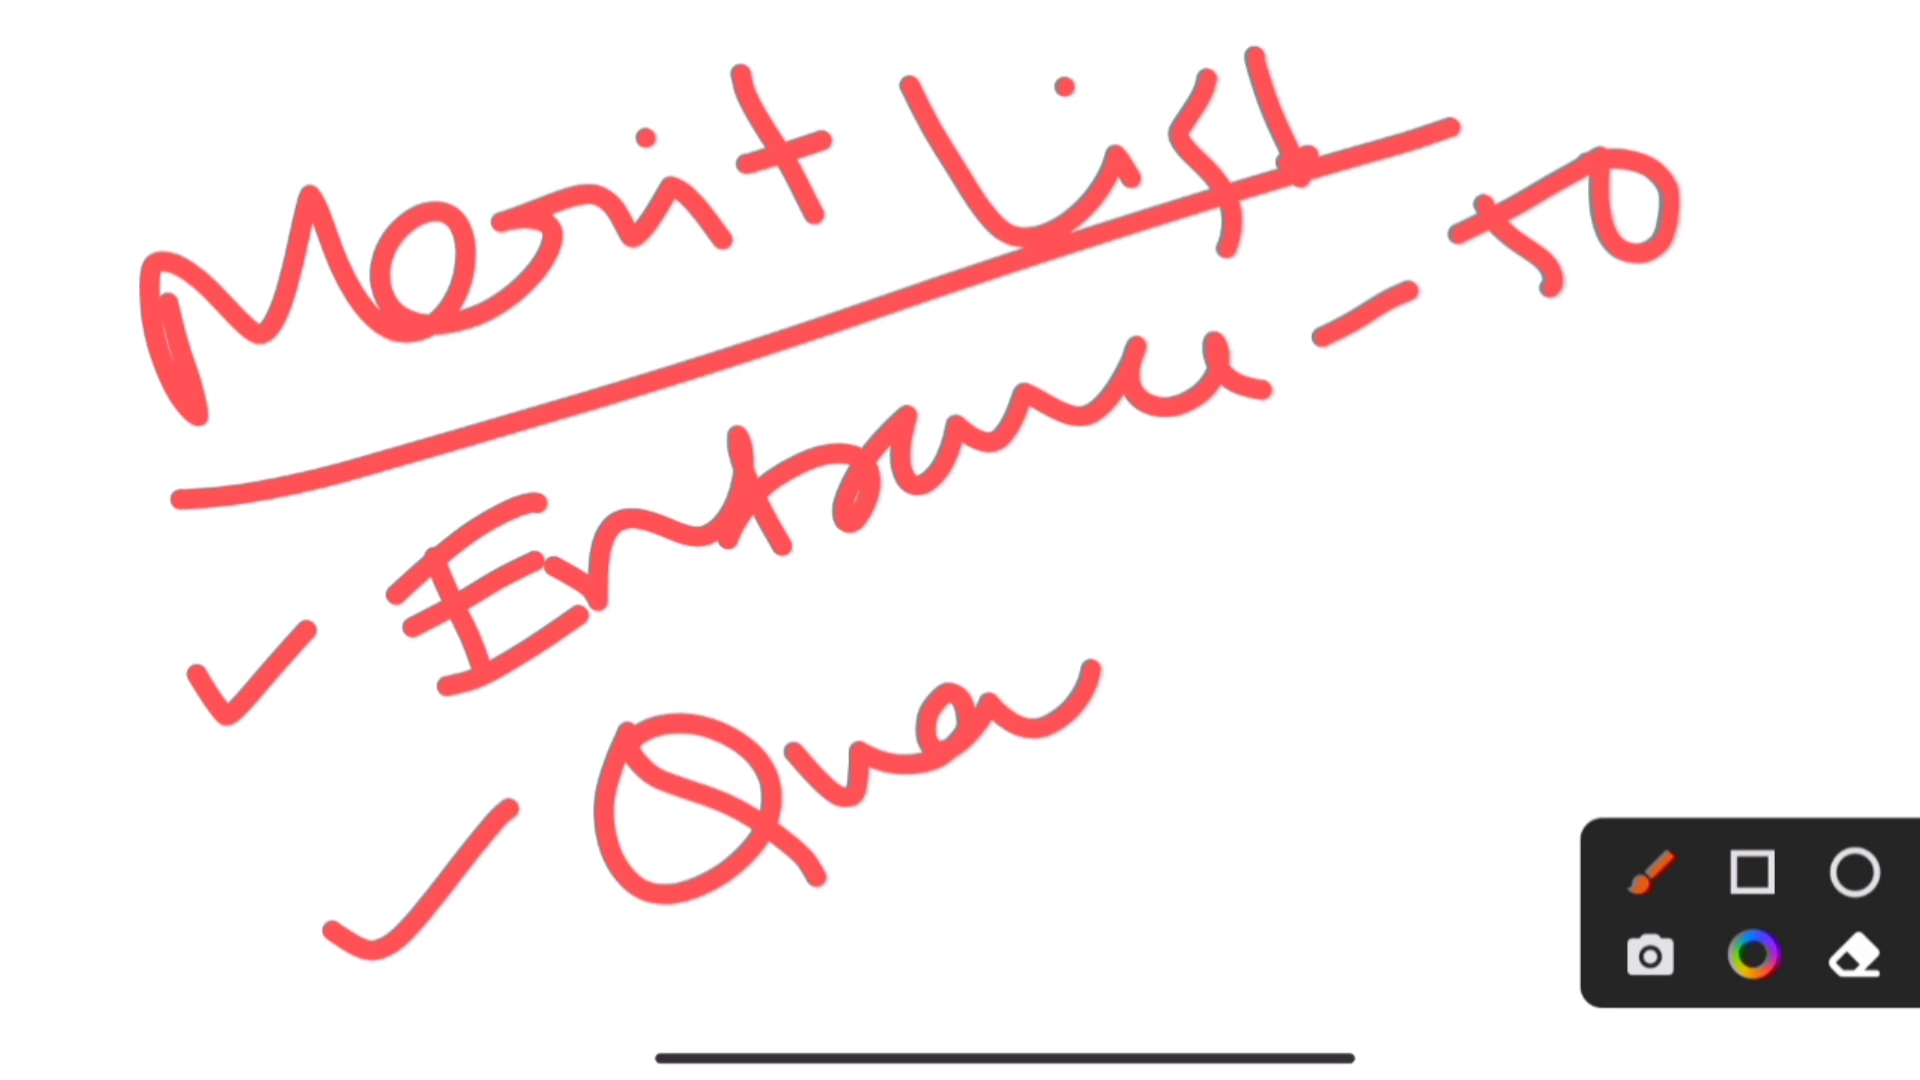 Merit List
✓ Entrance - 50
✓ Qua